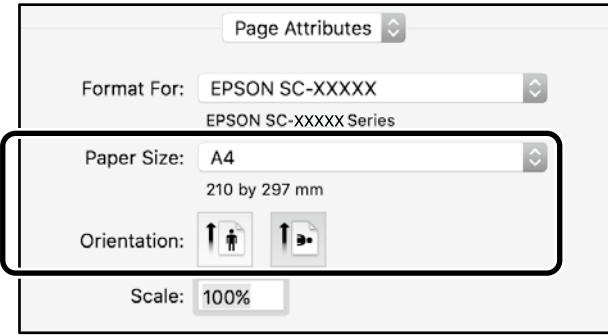 Page Attributes
Format For: EPSON SC-XXXXX
EPSON SC-XXXXX Series
Paper Size: A4
210 by 297 mm
Orientation:
Scale: 100%